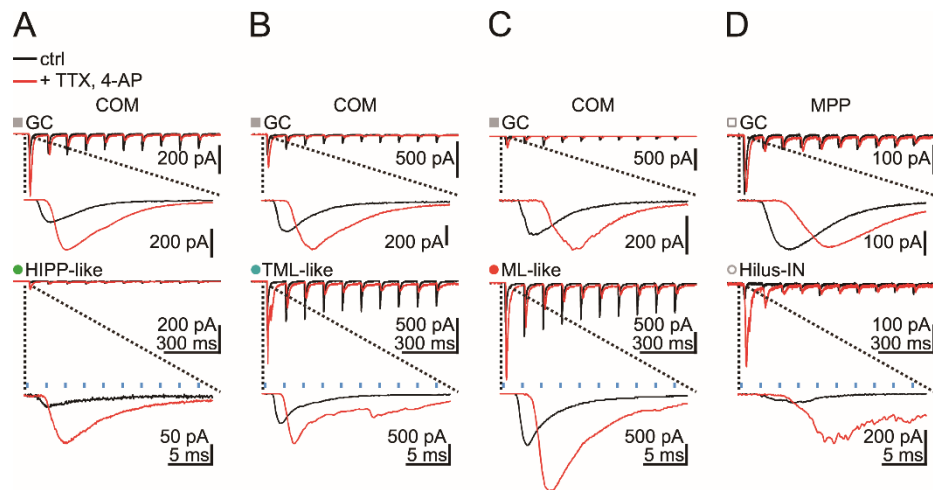 A B C D
ctrl
+ TTX, 4-AP
COM COM COM MPP
GC GC GC GC
200 pA 500 pA 500 pA 100 pA
200 pA 200 pA 200 pA 100 pA
HIPP-like TML-like ML-like Hilus-IN
200 pA 500 pA 500 pA 100 pA
300 ms 300 ms 300 ms 300 ms
50 pA 500 pA 500 pA 200 pA
5 ms 5 ms 5 ms 5 ms